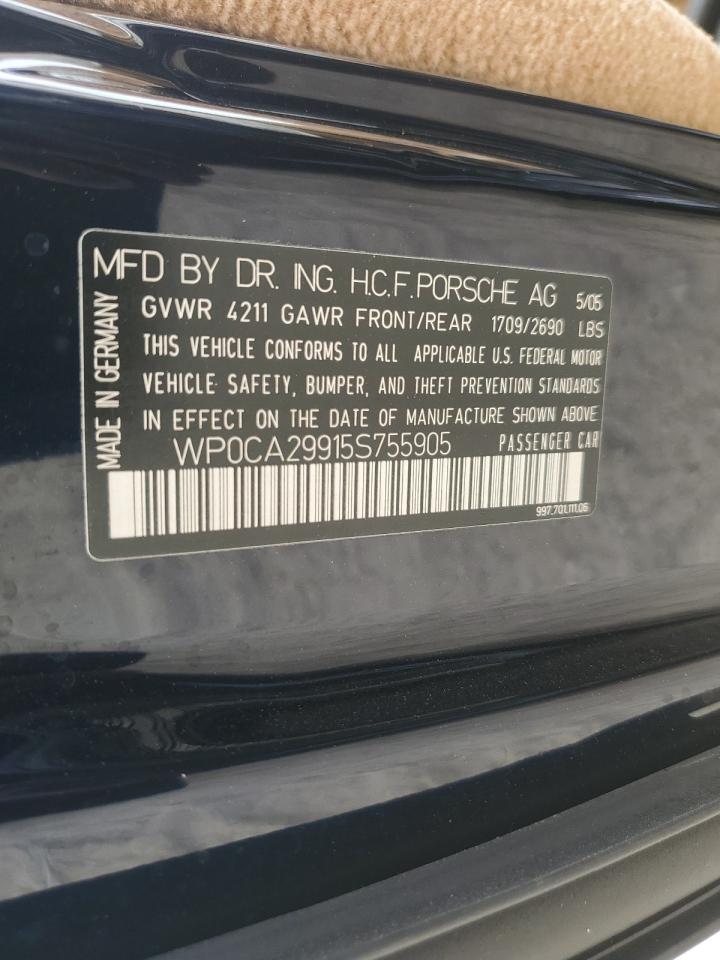 MFD BY DR. ING. H.C.F.PORSCHE AG 5/05
GVWR 4211 GAWR FRONT/REAR 1709/2690 LBS
THIS VEHICLE CONFORMS TO ALL APPLICABLE U.S. FEDERAL MOTOR
VEHICLE SAFETY, BUMPER, AND THEFT PREVENTION STANDARDS
IN EFFECT ON THE DATE OF MANUFACTURE SHOWN ABOVE
WP0CA29915S755905 PASSENGER CAR
997.701.111.06
MADE IN GERMANY